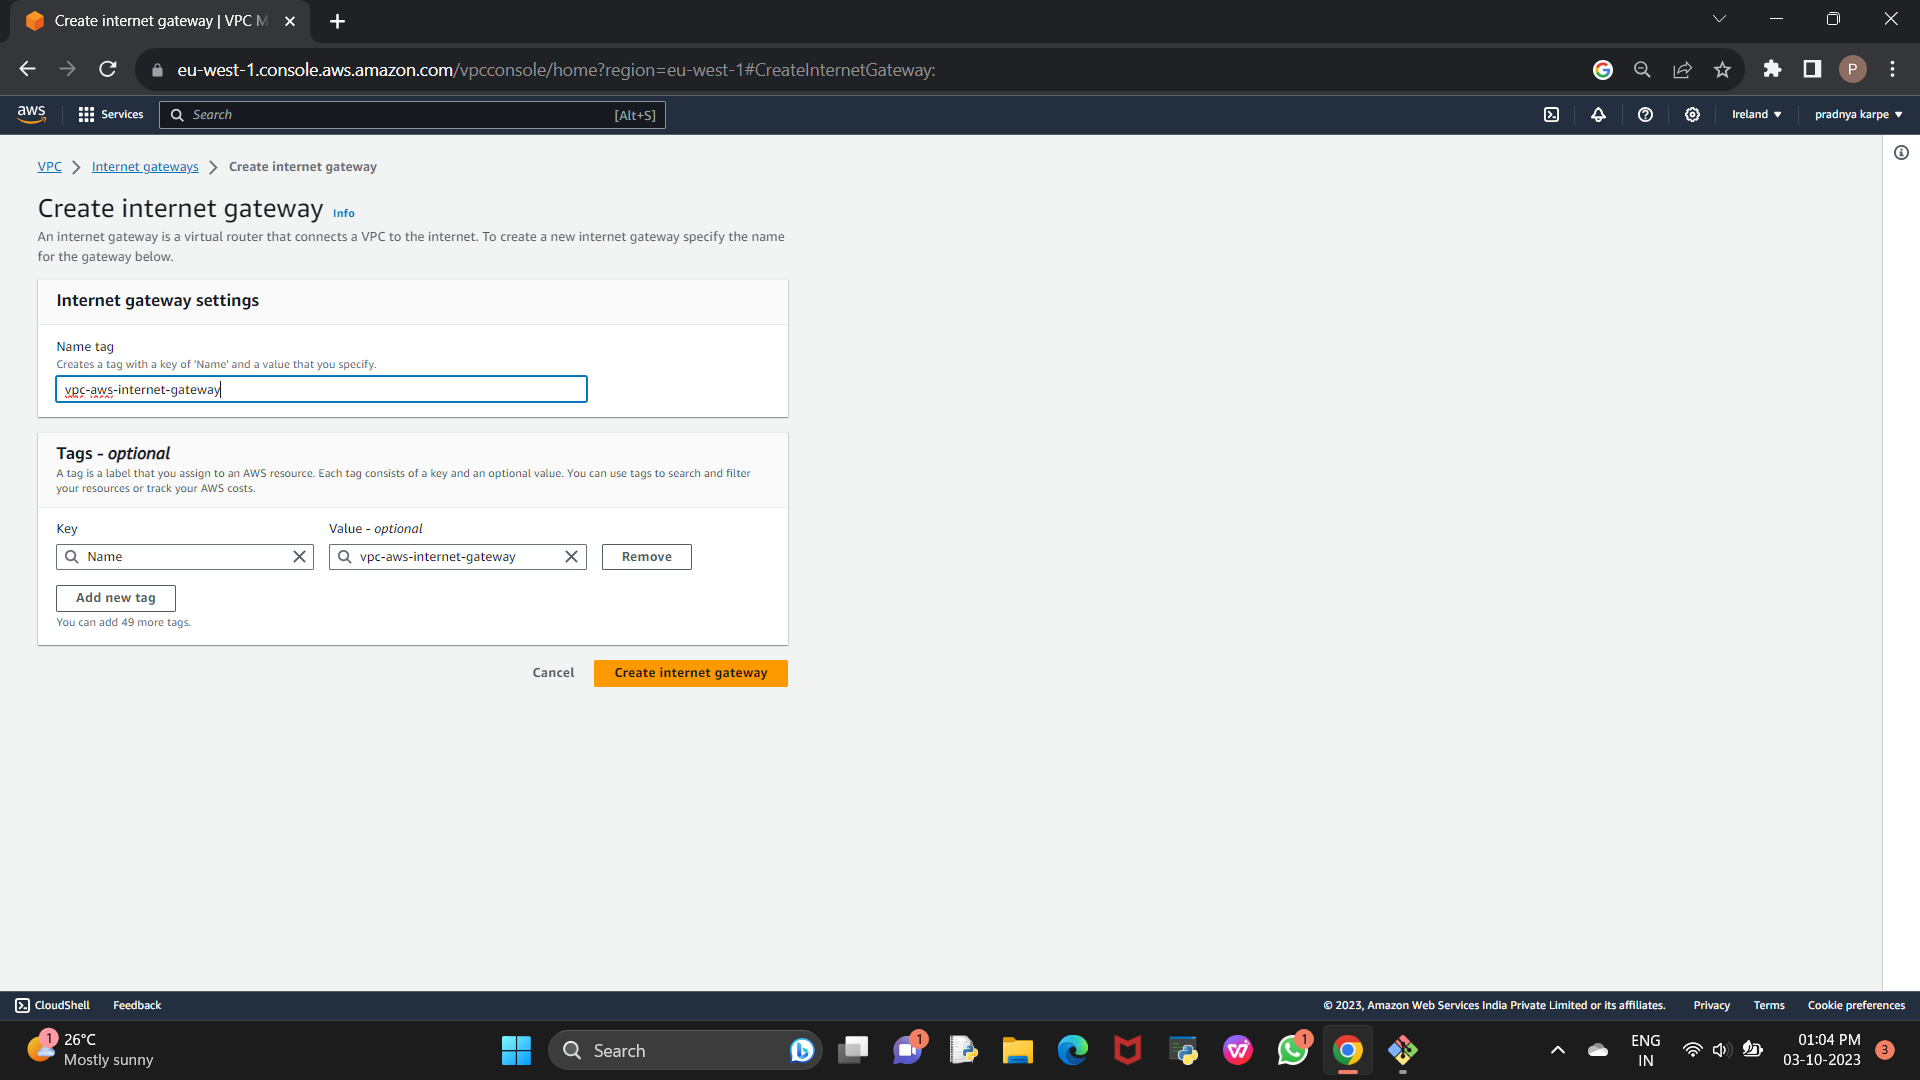 Create internet gateway | VPC M
eu-west-1.console.aws.amazon.com/vpcconsole/home?region=eu-west-1#CreateInternetGateway:
P
aws
Services
Search
[Alt+S]
Ireland
pradnya karpe
VPC
Internet gateways
Create internet gateway
Create internet gateway Info
An internet gateway is a virtual router that connects a VPC to the internet. To create a new internet gateway specify the name
for the gateway below.
Internet gateway settings
Name tag
Creates a tag with a key of 'Name' and a value that you specify.
vpc-aws-internet-gateway
Tags - optional
A tag is a label that you assign to an AWS resource. Each tag consists of a key and an optional value. You can use tags to search and filter
your resources or track your AWS costs.
Key
Value - optional
Name
vpc-aws-internet-gateway
Remove
Add new tag
You can add 49 more tags.
Cancel
Create internet gateway
CloudShell
Feedback
© 2023, Amazon Web Services India Private Limited or its affiliates.
Privacy
Terms
Cookie preferences
1
26°C
Mostly sunny
Search
1
1
ENG
IN
01:04 PM
03-10-2023
3